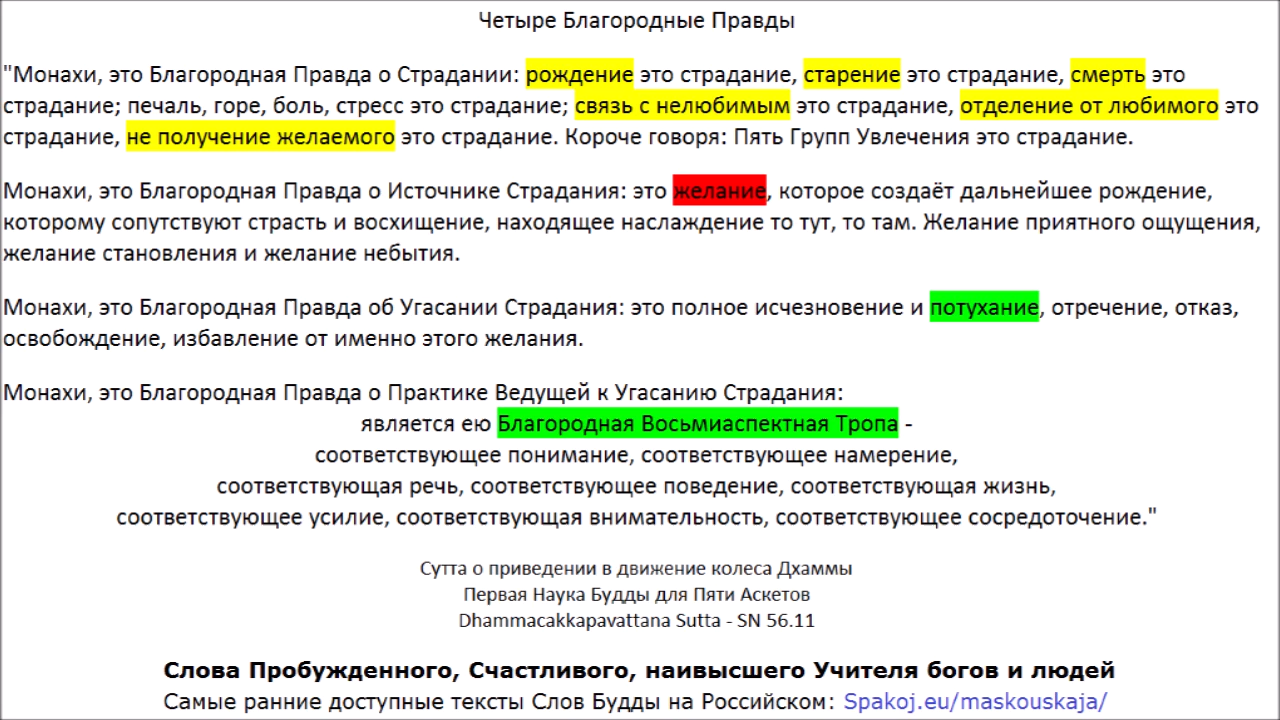 Четыре Благородные Правды
"Монахи, это Благородная Правда о Страдании: рождение это страдание, старение это страдание, смерть это
страдание; печаль, горе, боль, стресс это страдание; связь с нелюбимым это страдание, отделение от любимого это
страдание, не получение желаемого это страдание. Короче говоря: Пять Групп Увлечения это страдание.
Монахи, это Благородная Правда о Источнике Страдания: это желание, которое создаёт дальнейшее рождение,
которому сопутствуют страсть и восхищение, находящее наслаждение то тут, то там. Желание приятного ощущения,
желание становления и желание небытия.
Монахи, это Благородная Правда об Угасании Страдания: это полное исчезновение и потухание, отречение, отказ,
освобождение, избавление от именно этого желания.
Монахи, это Благородная Правда о Практике Ведущей к Угасанию Страдания:
является ею Благородная Восьмиаспектная Тропа -
соответствующее понимание, соответствующее намерение,
соответствующая речь, соответствующее поведение, соответствующая жизнь,
соответствующее усилие, соответствующая внимательность, соответствующее сосредоточение."
Сутта о приведении в движение колеса Дхаммы
Первая Наука Будды для Пяти Аскетов
Dhammacakkapavattana Sutta - SN 56.11
Слова Пробужденного, Счастливого, наивысшего Учителя богов и людей
Самые ранние доступные тексты Слов Будды на Российском: Spakoj.eu/maskouskaja/